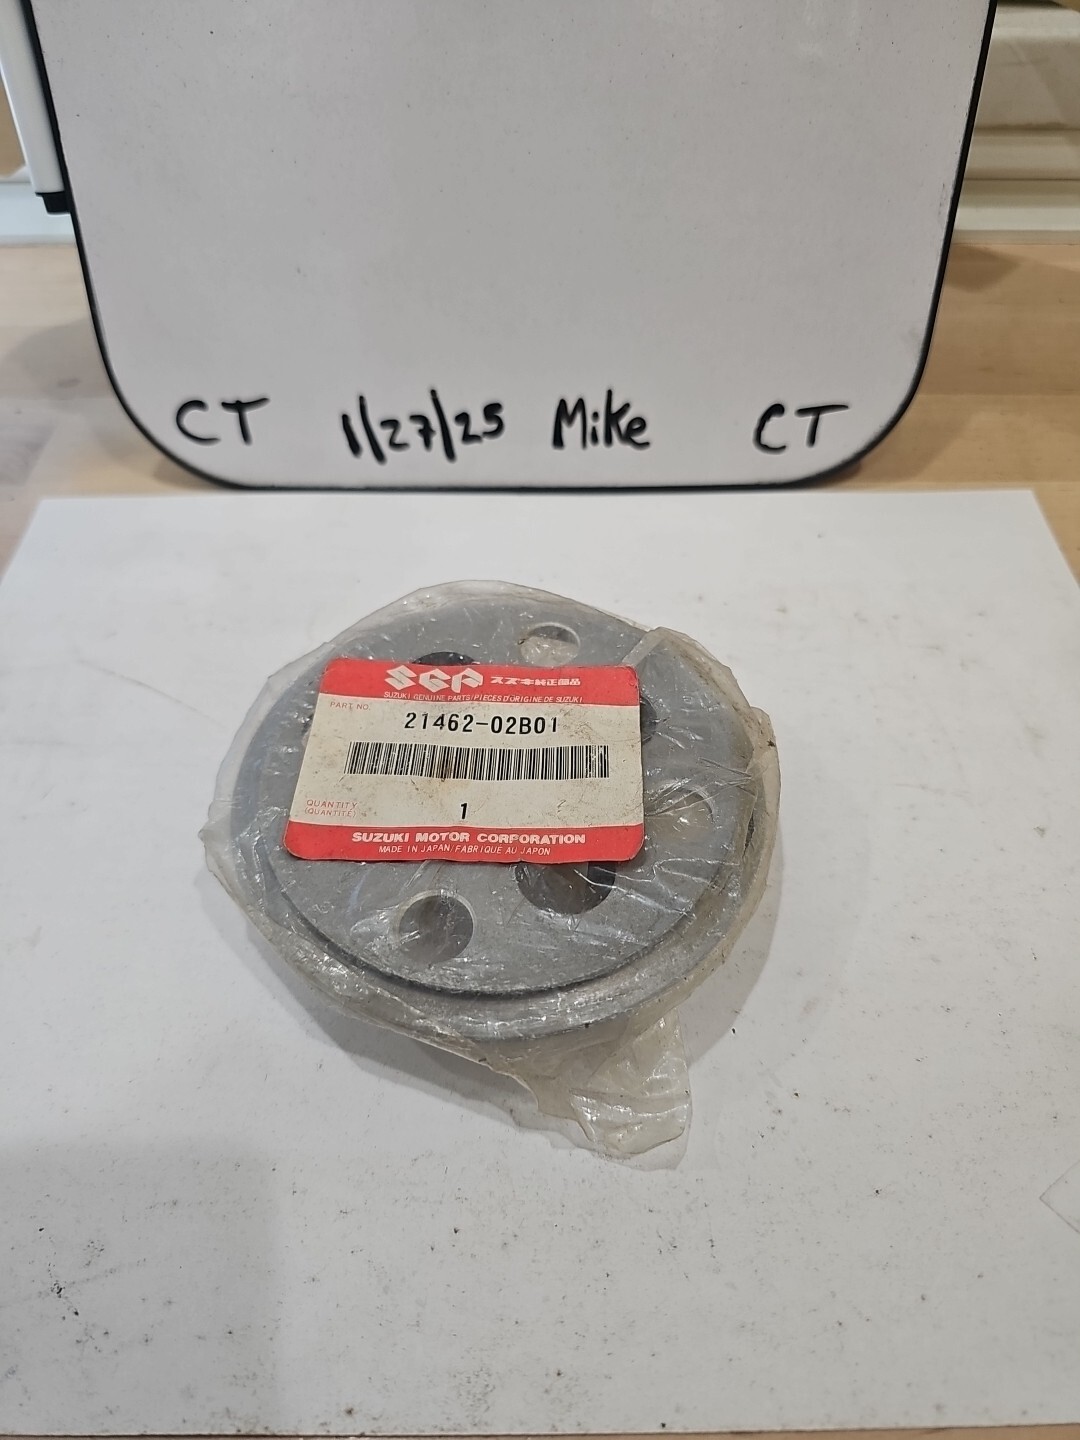 CT 1/27/25 Mike CT
SGP スズキ純正部品
SUZUKI GENUINE PARTS/PIECES D'ORIGINE DE SUZUKI
PART NO.
21462-02B01
QUANTITY
(QUANTITÉ)
1
SUZUKI MOTOR CORPORATION
MADE IN JAPAN/FABRIQUE AU JAPON